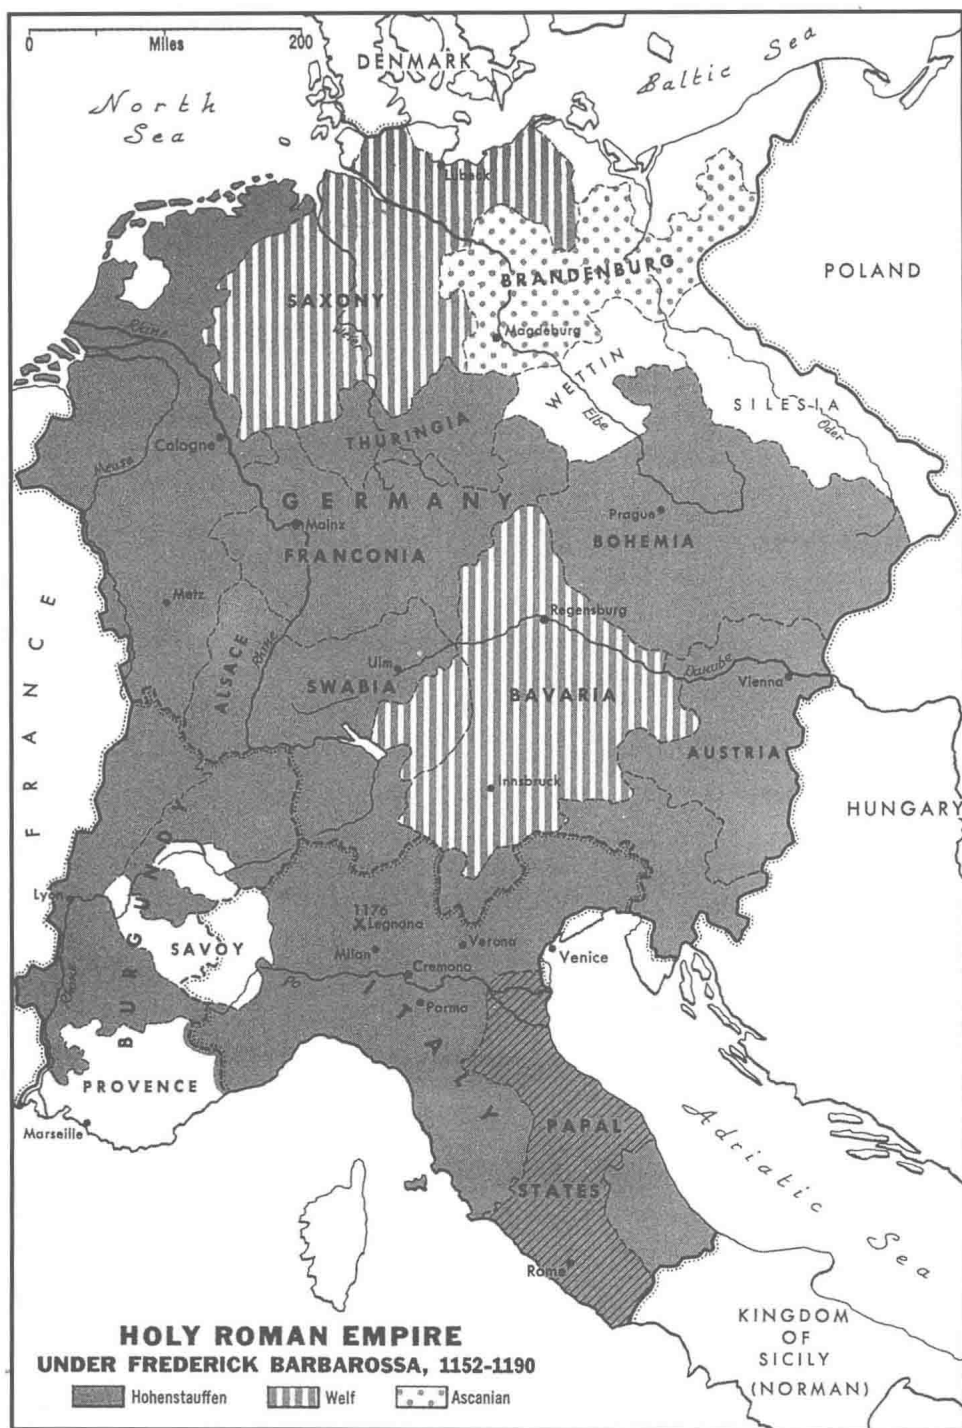 0 Miles 200
DENMARK
North
Sea
Baltic Sea
Lübeck
BRANDENBURG
POLAND
SAXONY
Rhine
Weser
Magdeburg
WETTIN
Elbe
SILESIA
Oder
THURINGIA
Cologne
Meuse
GERMANY
Mainz
Prague
FRANCONIA
BOHEMIA
Metz
Regensburg
FRANCE
ALSACE
Rhine
Ulm
Danube
Vienna
SWABIA
BAVARIA
AUSTRIA
Innsbruck
HUNGARY
BURGUNDY
Lyon
1176
Legnano
SAVOY
Milan
Verona
Venice
Rhône
Po
Cremona
Parma
ITALY
PROVENCE
Marseille
PAPAL
STATES
Adriatic Sea
Rome
KINGDOM
OF
SICILY
(NORMAN)
HOLY ROMAN EMPIRE
UNDER FREDERICK BARBAROSSA, 1152-1190
Hohenstauffen Welf Ascanian